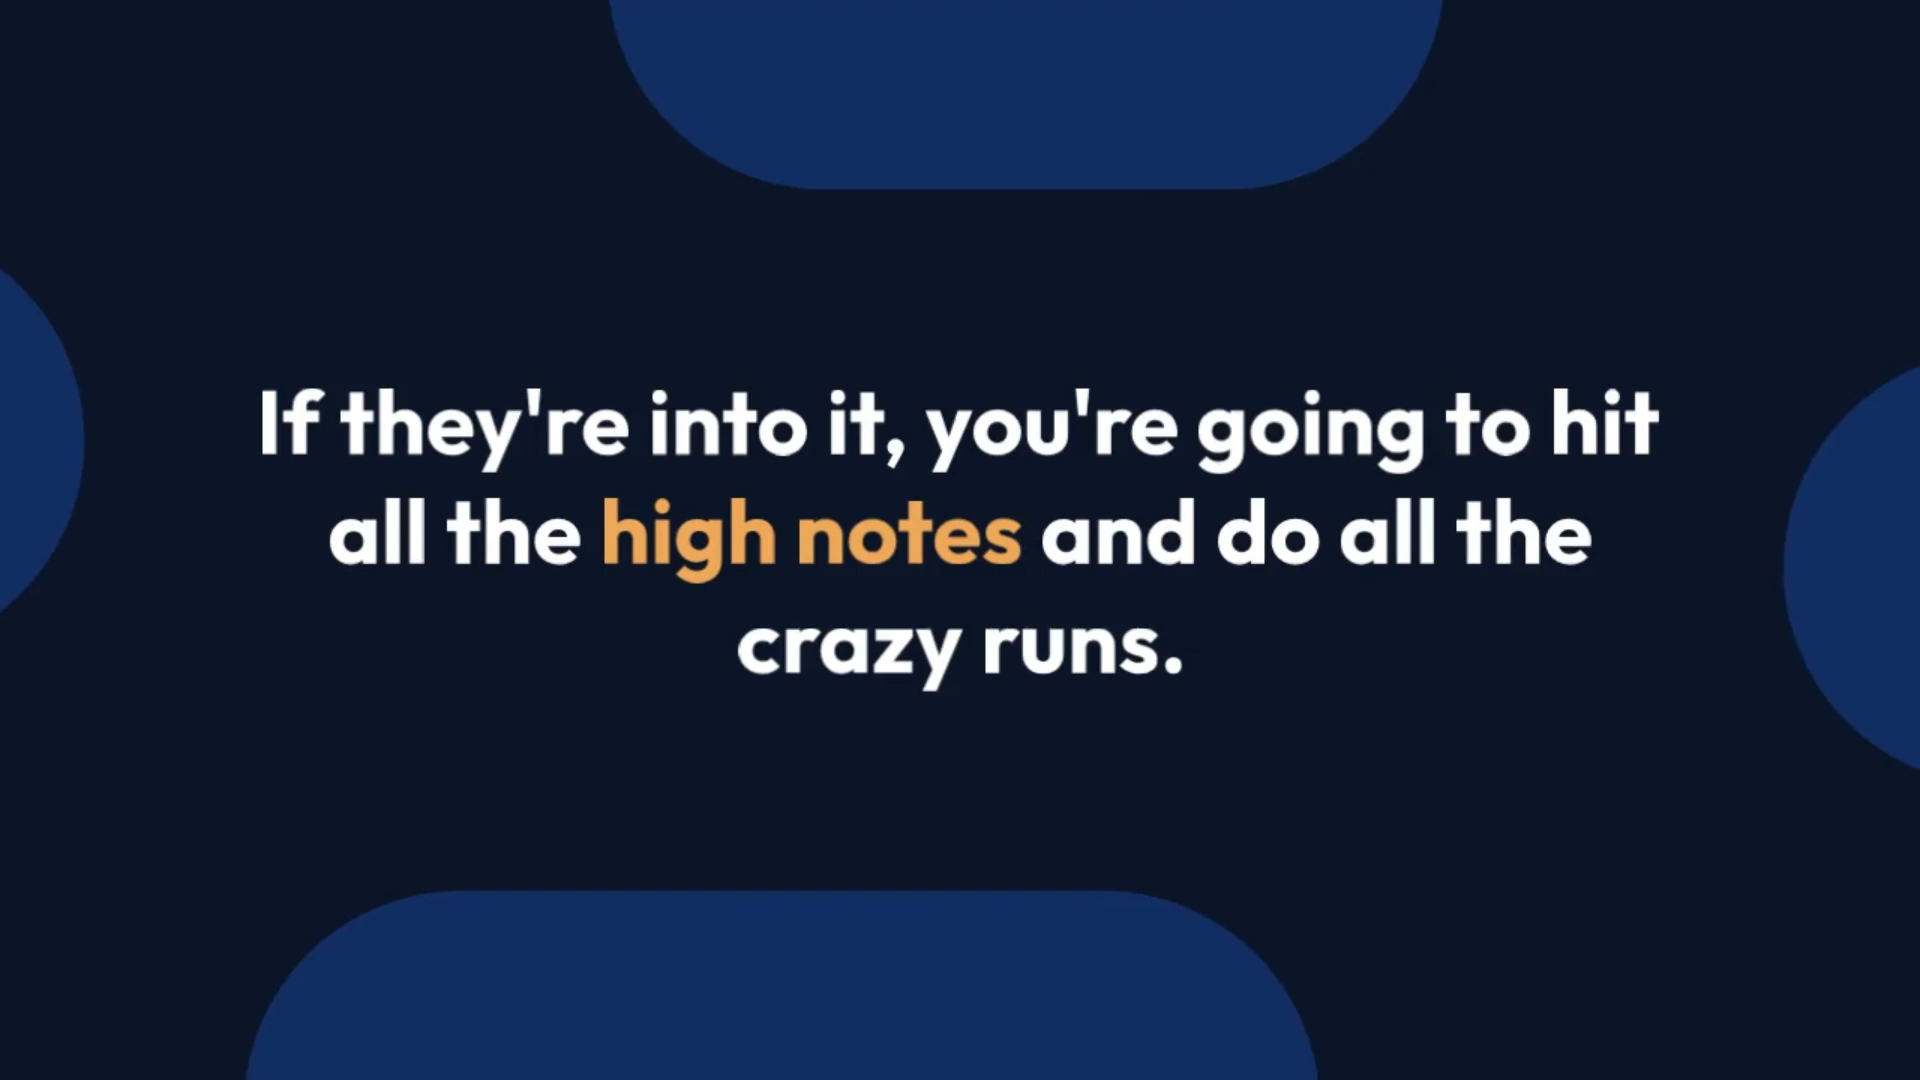 If they're into it, you're going to hit
all the high notes and do all the
crazy runs.